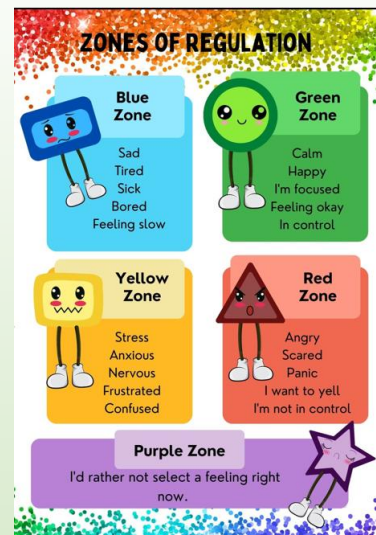 ZONES OF REGULATION
Blue
Zone
Sad
Tired
Sick
Bored
Feeling slow
Green
Zone
Calm
Happy
I'm focused
Feeling okay
In control
Yellow
Zone
Stress
Anxious
Nervous
Frustrated
Confused
Red
Zone
Angry
Scared
Panic
I want to yell
I'm not in control
Purple Zone
I'd rather not select a feeling right
now.